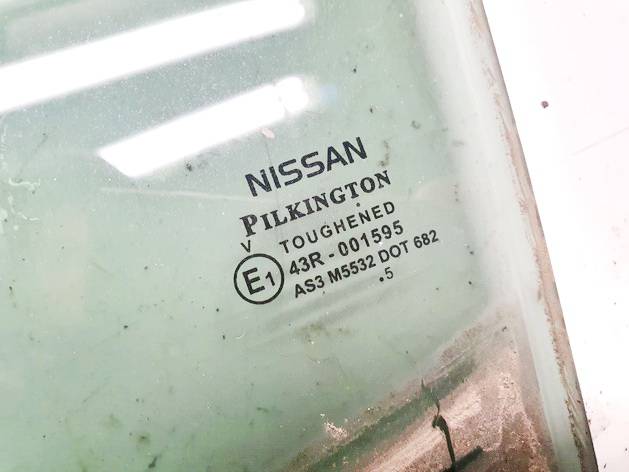 NISSAN
PILKINGTON
V TOUGHENED
E1 43R - 001595
AS3 M5532 DOT 682
.5